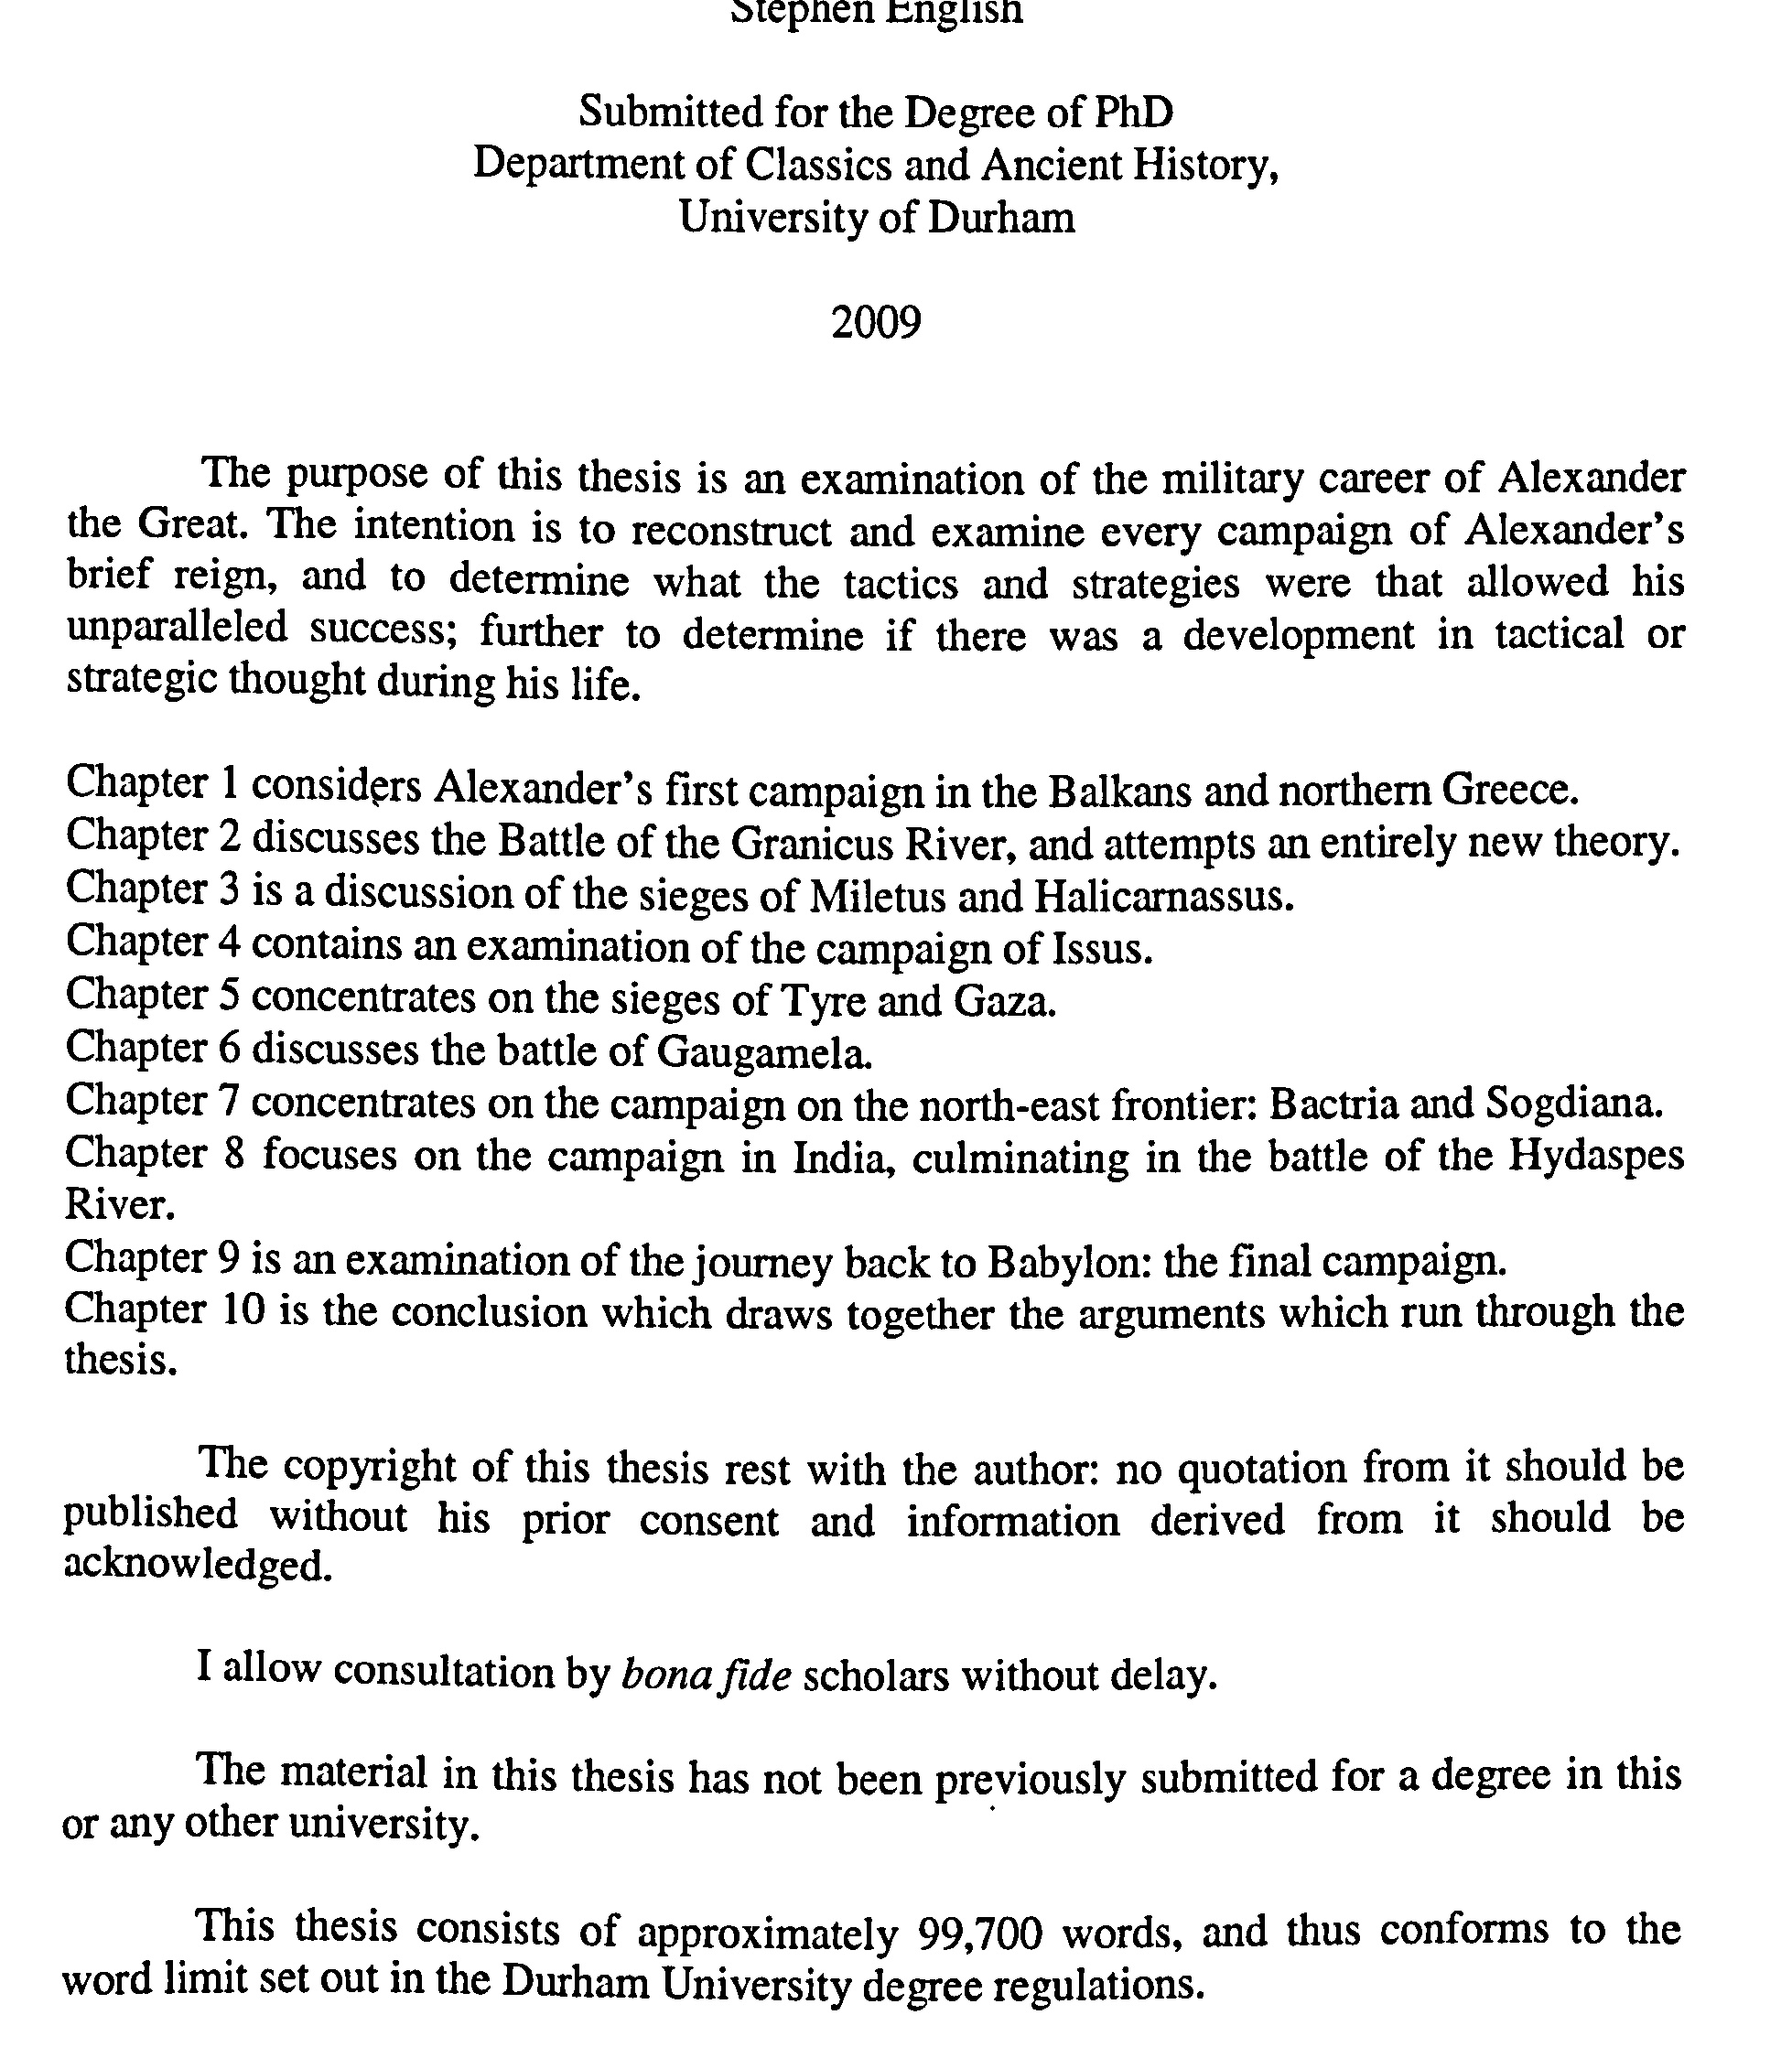 Stephen English
Submitted for the Degree of PhD
Department of Classics and Ancient History,
University of Durham
2009
The purpose of this thesis is an examination of the military career of Alexander
the Great. The intention is to reconstruct and examine every campaign of Alexander's
brief reign, and to determine what the tactics and strategies were that allowed his
unparalleled success; further to determine if there was a development in tactical or
strategic thought during his life.
Chapter 1 considers Alexander's first campaign in the Balkans and northern Greece.
Chapter 2 discusses the Battle of the Granicus River, and attempts an entirely new theory.
Chapter 3 is a discussion of the sieges of Miletus and Halicarnassus.
Chapter 4 contains an examination of the campaign of Issus.
Chapter 5 concentrates on the sieges of Tyre and Gaza.
Chapter 6 discusses the battle of Gaugamela.
Chapter 7 concentrates on the campaign on the north-east frontier: Bactria and Sogdiana.
Chapter 8 focuses on the campaign in India, culminating in the battle of the Hydaspes
River.
Chapter 9 is an examination of the journey back to Babylon: the final campaign.
Chapter 10 is the conclusion which draws together the arguments which run through the
thesis.
The copyright of this thesis rest with the author: no quotation from it should be
published without his prior consent and information derived from it should be
acknowledged.
I allow consultation by bona fide scholars without delay.
The material in this thesis has not been previously submitted for a degree in this
or any other university.
This thesis consists of approximately 99,700 words, and thus conforms to the
word limit set out in the Durham University degree regulations.